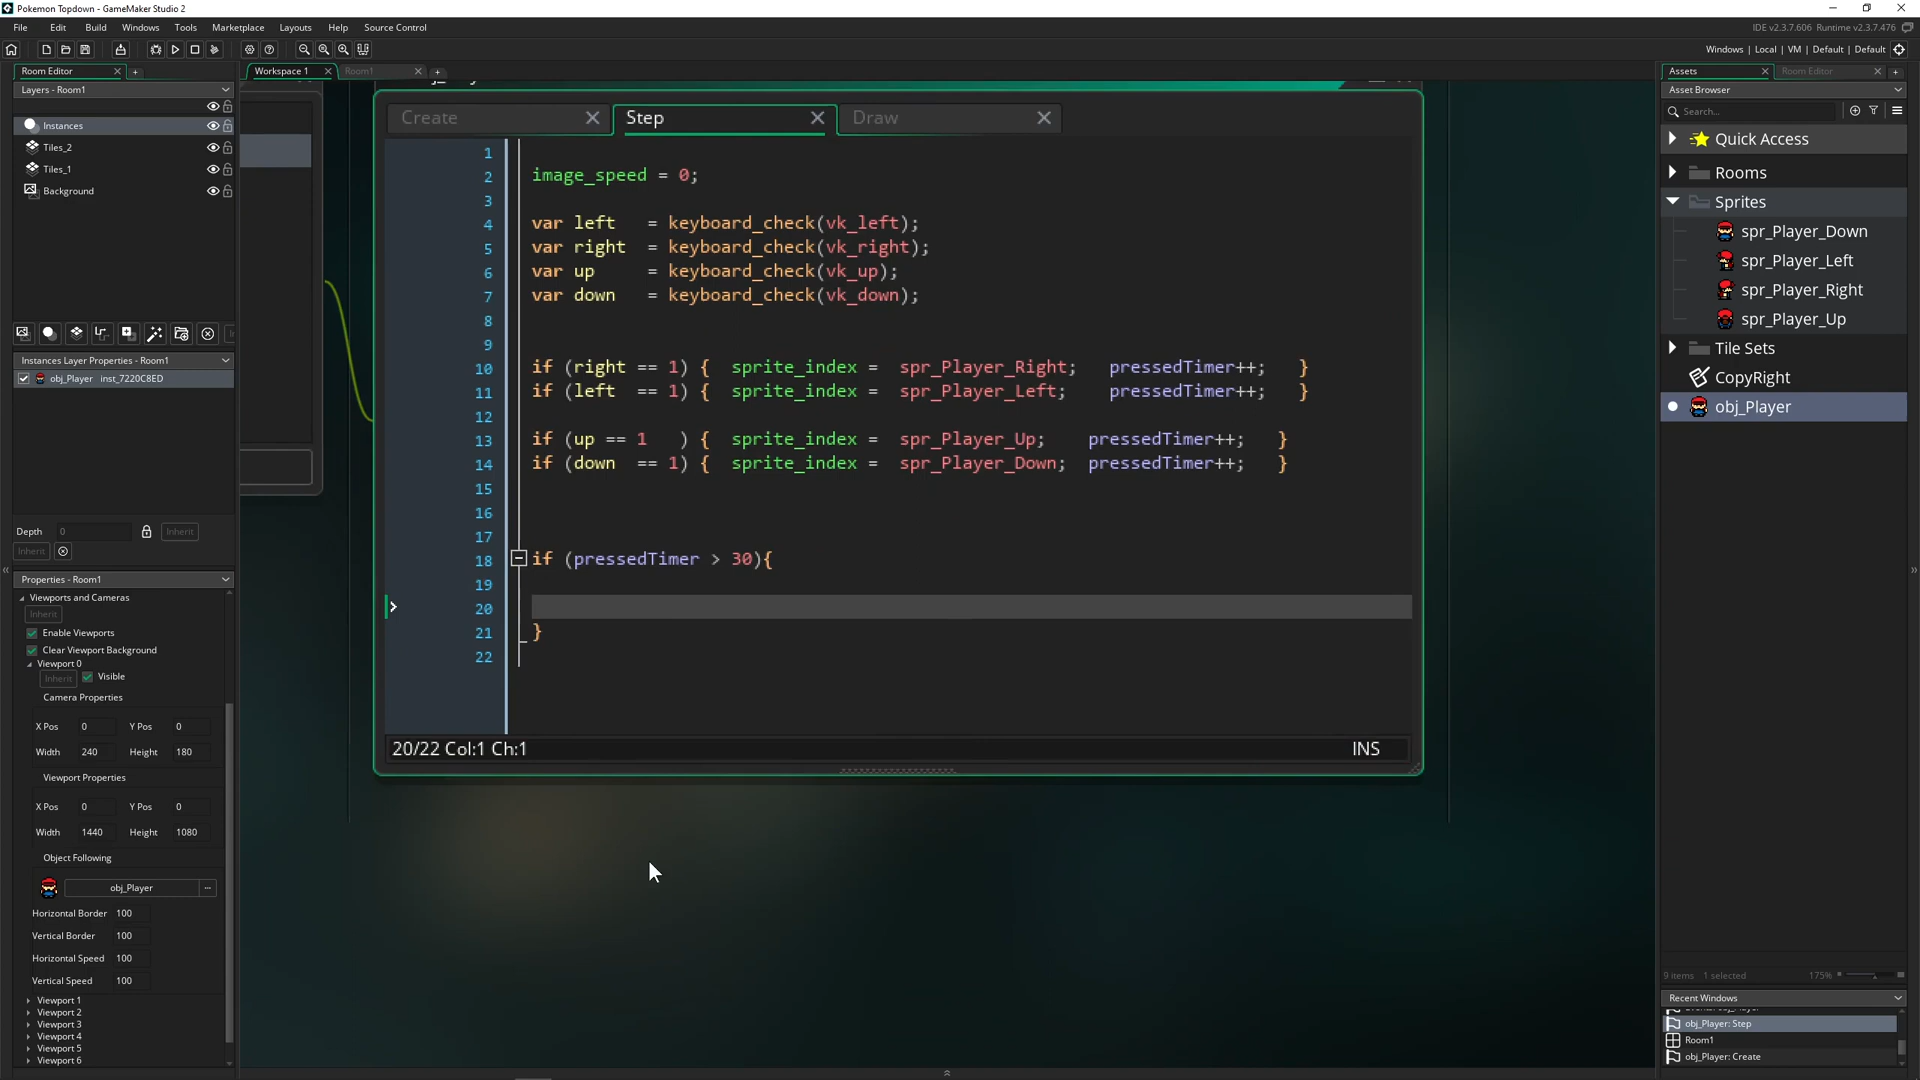 Pokemon Topdown - GameMaker Studio 2
File Edit Build Windows Tools Marketplace Layouts Help Source Control
IDE v2.3.7.606 Runtime v2.3.7.476
Windows | Local | VM | Default | Default
Room Editor
Layers - Room1
Instances
Tiles_2
Tiles_1
Background
Instances Layer Properties - Room1
obj_Player inst_7220C8ED
Depth 0 Inherit
Inherit
Properties - Room1
Viewports and Cameras
Inherit
Enable Viewports
Clear Viewport Background
Viewport 0
Inherit Visible
Camera Properties
X Pos 0 Y Pos 0
Width 240 Height 180
Viewport Properties
X Pos 0 Y Pos 0
Width 1440 Height 1080
Object Following
obj_Player ...
Horizontal Border 100
Vertical Border 100
Horizontal Speed 100
Vertical Speed 100
Viewport 1
Viewport 2
Viewport 3
Viewport 4
Viewport 5
Viewport 6
Workspace 1 Room1
Create Step Draw
1
2 image_speed = 0;
3
4 var left = keyboard_check(vk_left);
5 var right = keyboard_check(vk_right);
6 var up = keyboard_check(vk_up);
7 var down = keyboard_check(vk_down);
8
9
10 if (right == 1) { sprite_index = spr_Player_Right; pressedTimer++; }
11 if (left == 1) { sprite_index = spr_Player_Left; pressedTimer++; }
12
13 if (up == 1 ) { sprite_index = spr_Player_Up; pressedTimer++; }
14 if (down == 1) { sprite_index = spr_Player_Down; pressedTimer++; }
15
16
17
18 if (pressedTimer > 30){
19
20
21 }
22
20/22 Col:1 Ch:1 INS
Assets Room Editor
Asset Browser
Search...
Quick Access
Rooms
Sprites
spr_Player_Down
spr_Player_Left
spr_Player_Right
spr_Player_Up
Tile Sets
CopyRight
obj_Player
9 items 1 selected 175%
Recent Windows
obj_Player: Step
Room1
obj_Player: Create